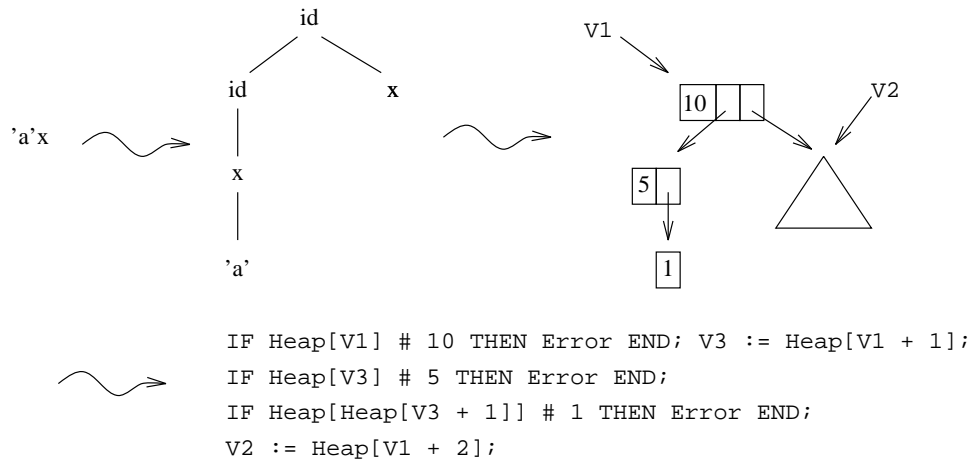 id
V1
id
x
10
V2
'a'x
x
5
'a'
1
IF Heap[V1] # 10 THEN Error END; V3 := Heap[V1 + 1];
IF Heap[V3] # 5 THEN Error END;
IF Heap[Heap[V3 + 1]] # 1 THEN Error END;
V2 := Heap[V1 + 2];